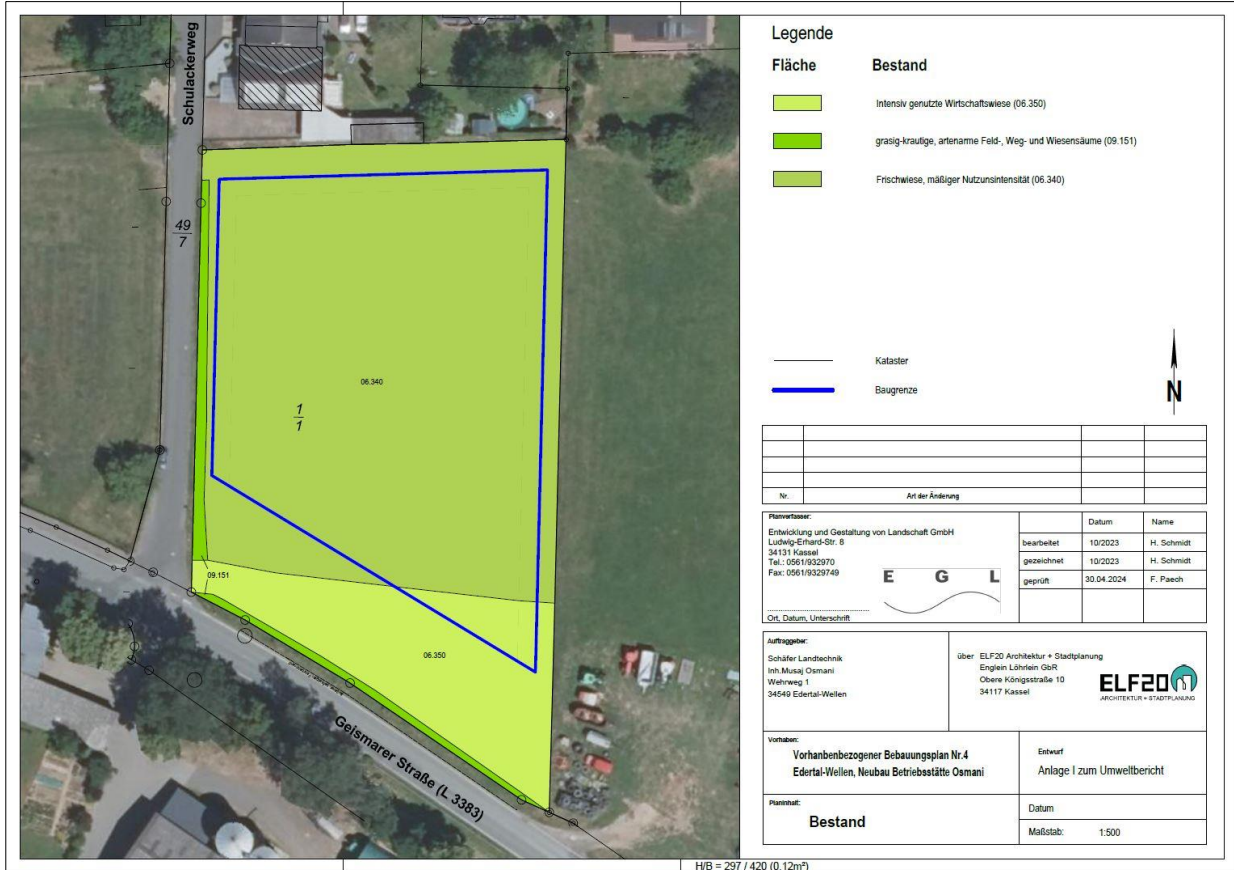 Schulackerweg
49
7
06.340
1
1
09.151
06.350
Geismarer Straße (L 3383)
Legende
Fläche Bestand
Intensiv genutzte Wirtschaftswiese (06.350)
grasig-krautige, artenarme Feld-, Weg- und Wiesensäume (09.151)
Frischwiese, mäßiger Nutzunsintensität (06.340)
Kataster
Baugrenze
N
Nr. Art der Änderung
Planverfasser:
Entwicklung und Gestaltung von Landschaft GmbH
Ludwig-Erhard-Str. 8
34131 Kassel
Tel.: 0561/932970
Fax: 0561/9329749
E G L
Ort, Datum, Unterschrift
Datum Name
bearbeitet 10/2023 H. Schmidt
gezeichnet 10/2023 H. Schmidt
geprüft 30.04.2024 F. Paech
Auftraggeber:
Schäfer Landtechnik
Inh.Musaj Osmani
Wehrweg 1
34549 Edertal-Wellen
über ELF20 Architektur + Stadtplanung
Englein Löhrlein GbR
Obere Königsstraße 10
34117 Kassel
ELF20
ARCHITEKTUR + STADTPLANUNG
Vorhaben:
Vorhanbenbezogener Bebauungsplan Nr.4
Edertal-Wellen, Neubau Betriebsstätte Osmani
Entwurf
Anlage I zum Umweltbericht
Planinhalt:
Bestand
Datum
Maßstab: 1:500
H/B = 297 / 420 (0.12m²)